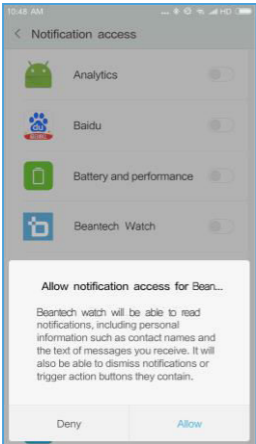 10:48 AM ... HD
< Notification access
Analytics
Baidu
Battery and performance
Beantech Watch
Allow notification access for Bean...
Beantech watch will be able to read
notifications, including personal
information such as contact names and
the text of messages you receive. It will
also be able to dismiss notifications or
trigger action buttons they contain.
Deny Allow